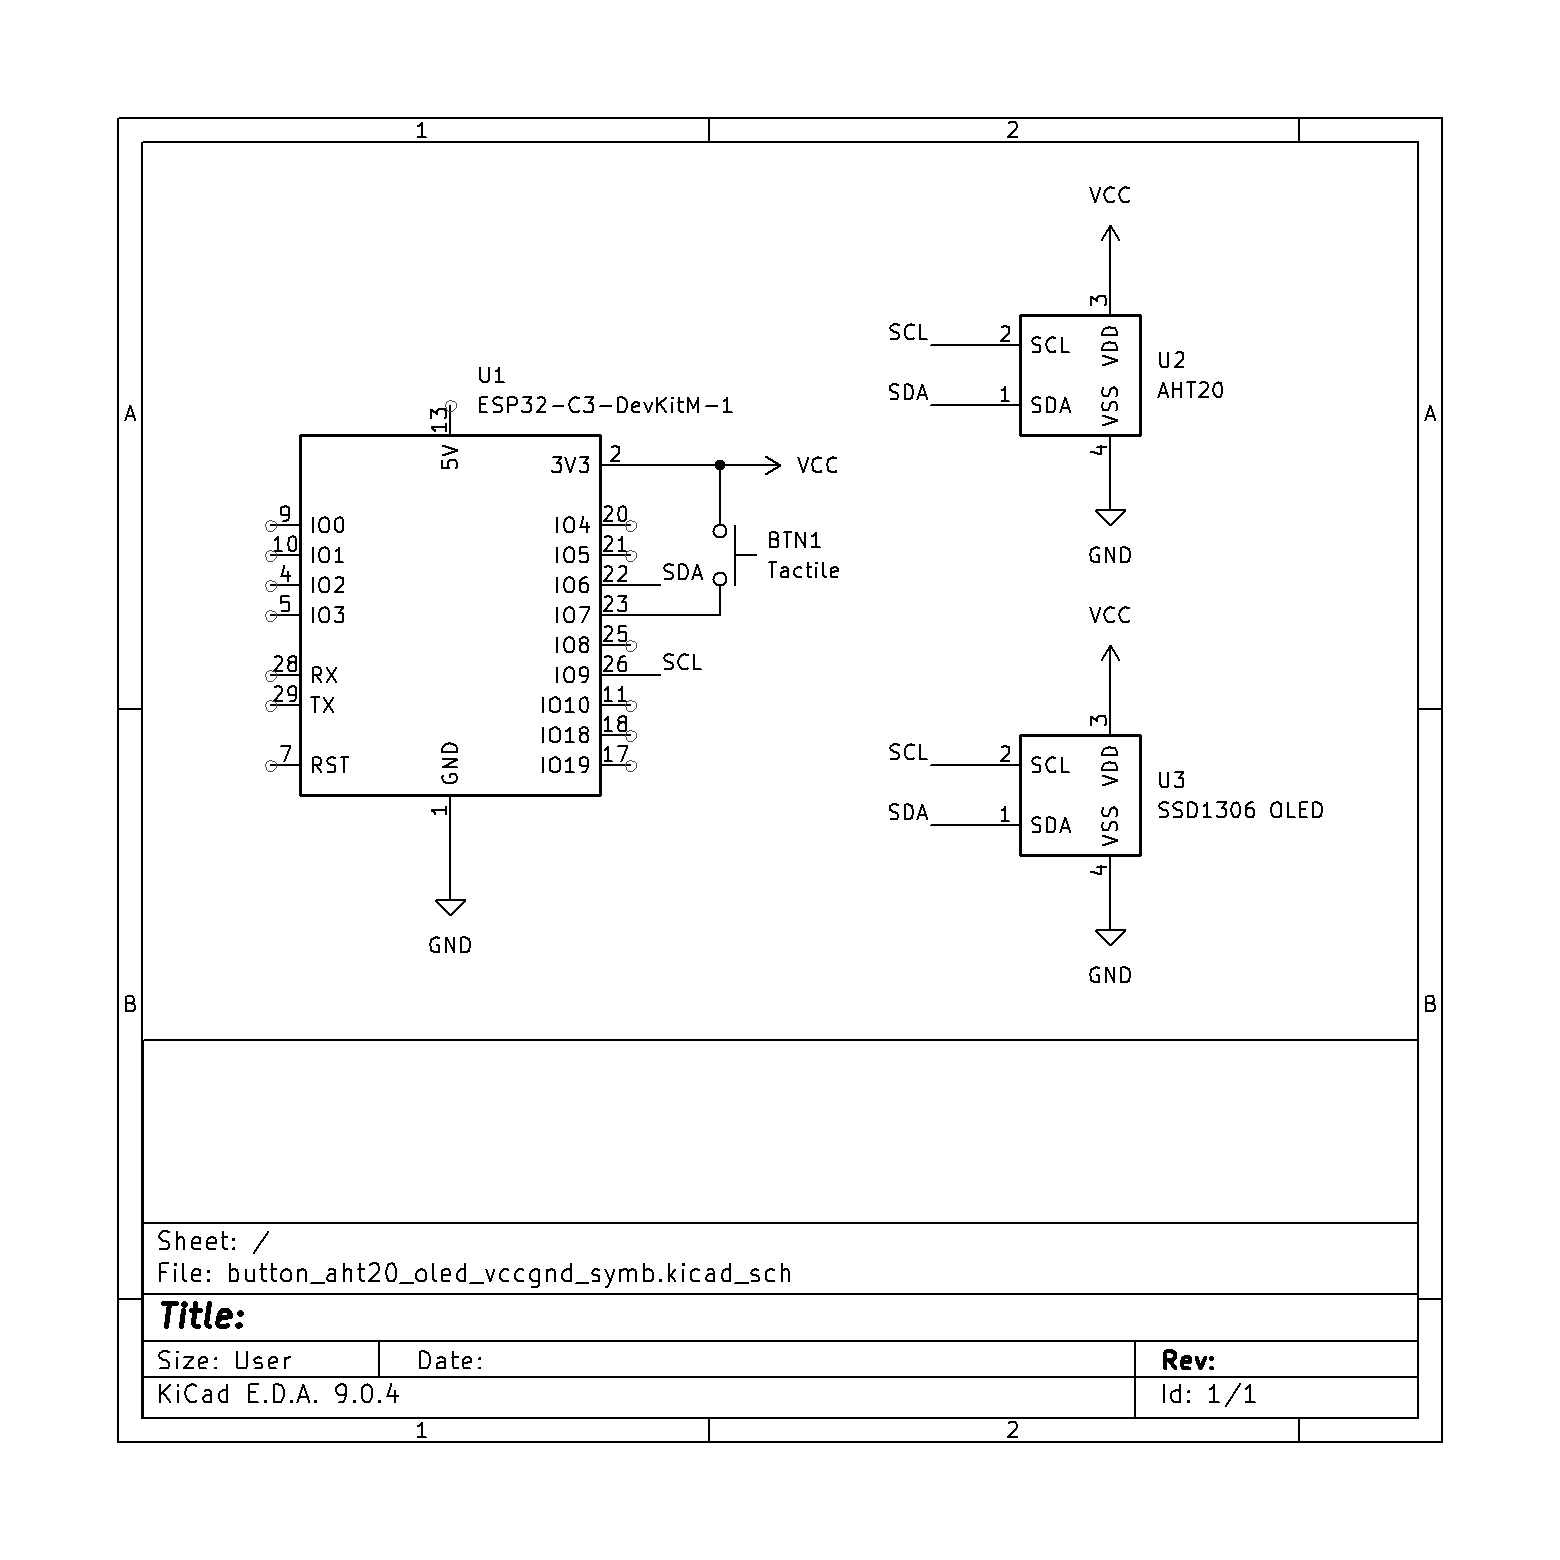 1 2
VCC
3
SCL 2 SCL VDD
U2
AHT20
SDA 1 SDA VSS
4
GND
U1
ESP32-C3-DevKitM-1
A A
13
5V
3V3 2 VCC
9 IO0 IO4 20
10 IO1 IO5 21
4 IO2 IO6 22 SDA
5 IO3 IO7 23
IO8 25
28 RX IO9 26 SCL
29 TX IO10 11
IO18 18
7 RST GND IO19 17
1
GND
BTN1
Tactile
VCC
3
SCL 2 SCL VDD
U3
SSD1306 OLED
SDA 1 SDA VSS
4
GND
B B
Sheet: /
File: button_aht20_oled_vccgnd_symb.kicad_sch
Title:
Size: User Date: Rev:
KiCad E.D.A. 9.0.4 Id: 1/1
1 2